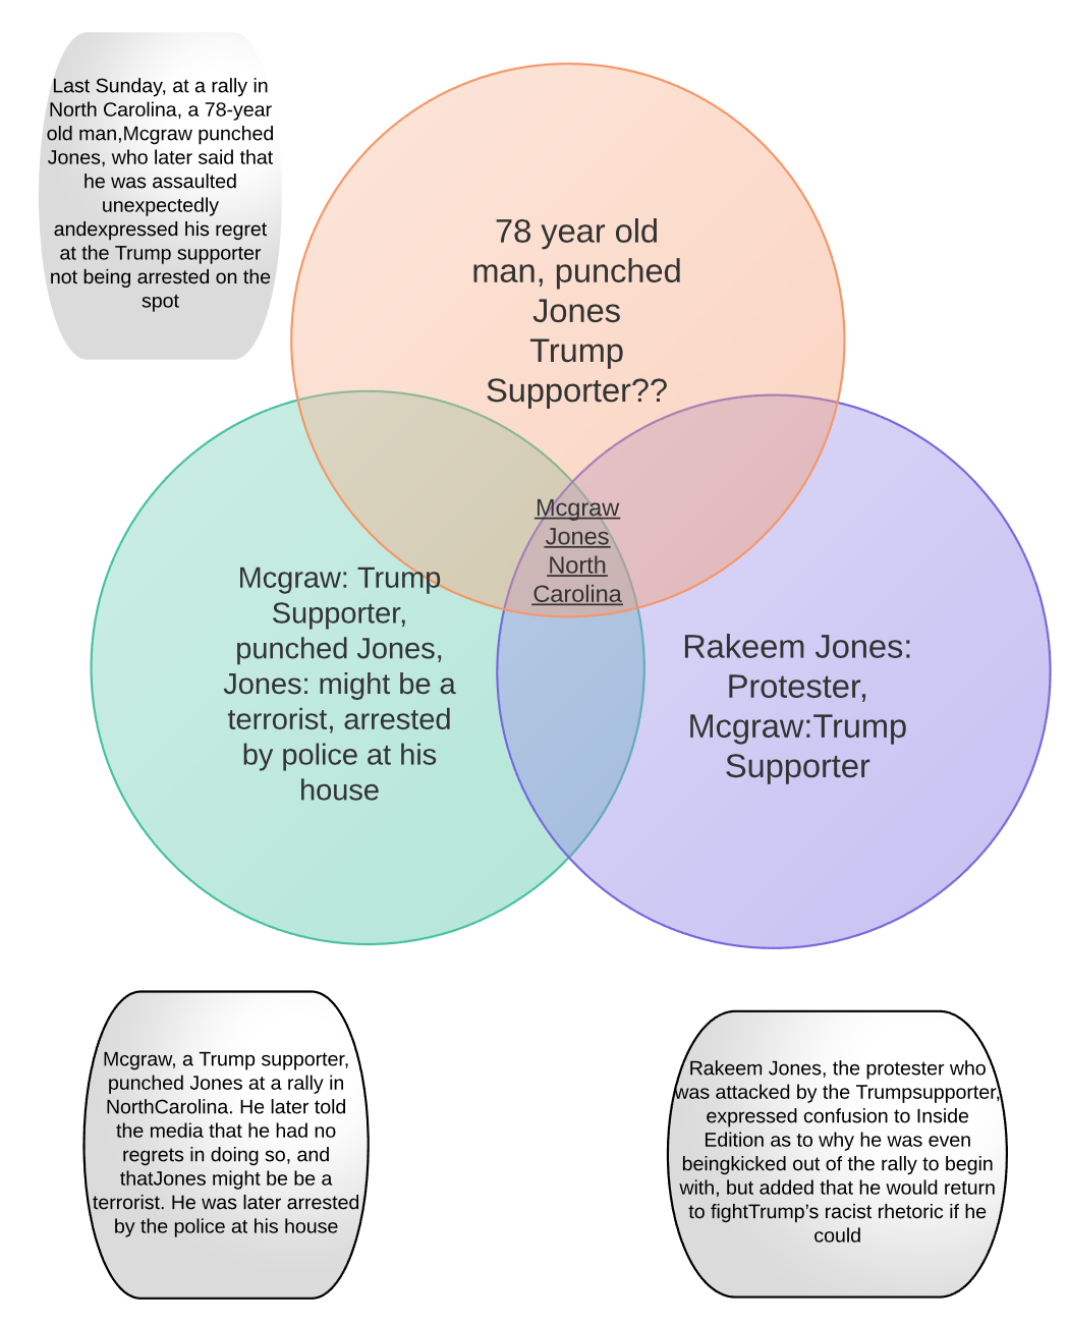 Last Sunday, at a rally in
North Carolina, a 78-year
old man,Mcgraw punched
Jones, who later said that
he was assaulted
unexpectedly
andexpressed his regret
at the Trump supporter
not being arrested on the
spot
78 year old
man, punched
Jones
Trump
Supporter??
Mcgraw
Jones
North
Carolina
Mcgraw: Trump
Supporter,
punched Jones,
Jones: might be a
terrorist, arrested
by police at his
house
Rakeem Jones:
Protester,
Mcgraw:Trump
Supporter
Mcgraw, a Trump supporter,
punched Jones at a rally in
NorthCarolina. He later told
the media that he had no
regrets in doing so, and
thatJones might be be a
terrorist. He was later arrested
by the police at his house
Rakeem Jones, the protester who
was attacked by the Trumpsupporter,
expressed confusion to Inside
Edition as to why he was even
beingkicked out of the rally to begin
with, but added that he would return
to fightTrump's racist rhetoric if he
could